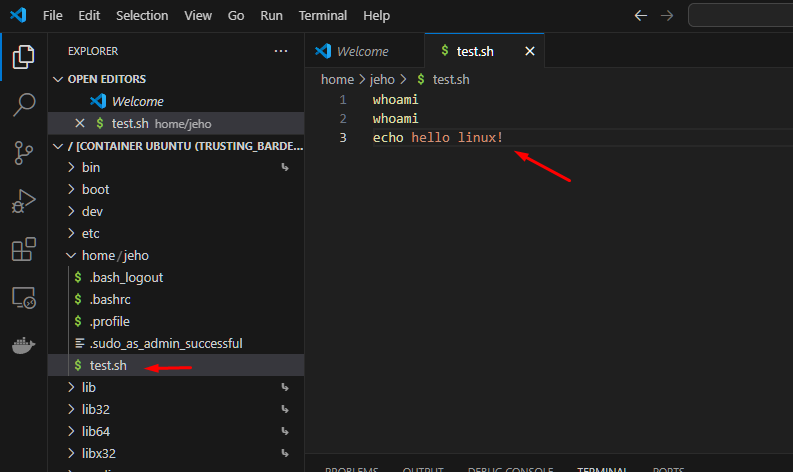 File Edit Selection View Go Run Terminal Help
EXPLORER
OPEN EDITORS
Welcome
test.sh home/jeho
/ [CONTAINER UBUNTU (TRUSTING_BARDE
bin
boot
dev
etc
home/jeho
.bash_logout
.bashrc
.profile
.sudo_as_admin_successful
test.sh
lib
lib32
lib64
libx32
Welcome
test.sh
home > jeho > $ test.sh
1 whoami
2 whoami
3 echo hello linux!
PROBLEMS OUTPUT DEBUG CONSOLE TERMINAL PORTS